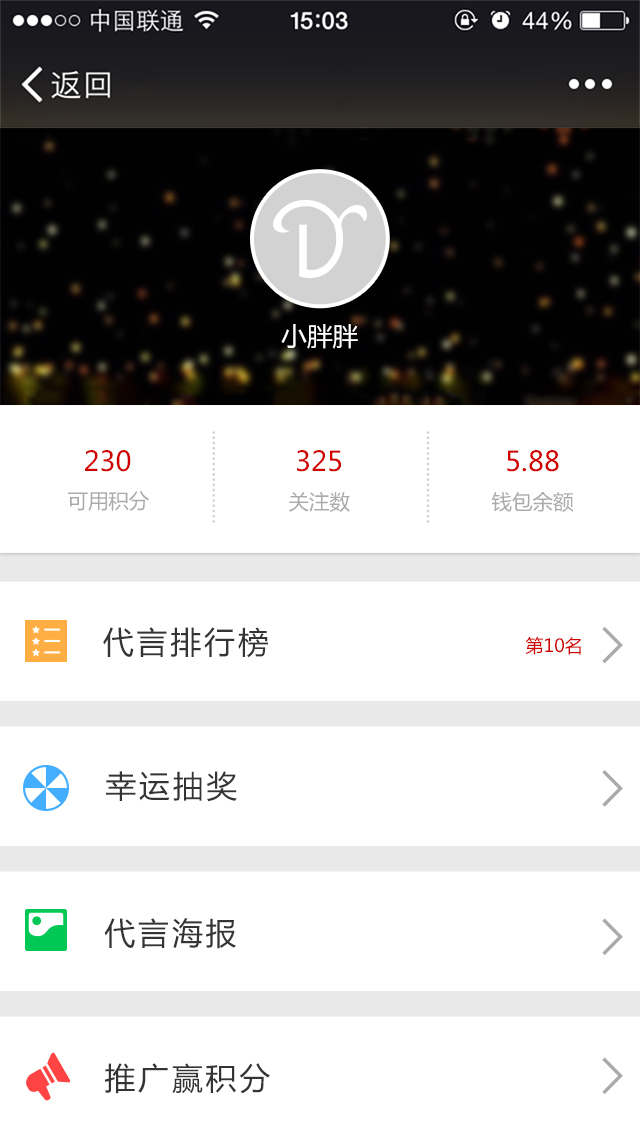 中国联通 15:03 44%
返回
小胖胖
230 325 5.88
可用积分 关注数 钱包余额
代言排行榜 第10名
幸运抽奖
代言海报
推广赢积分